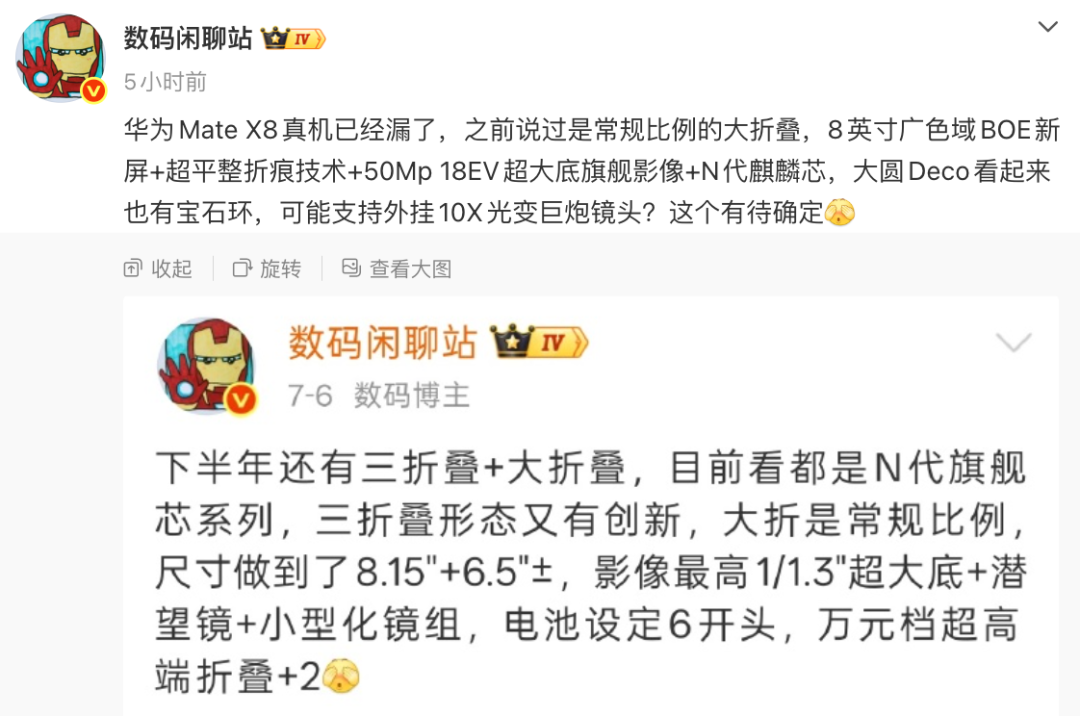 数码闲聊站 IV
5小时前
华为Mate X8真机已经漏了，之前说过是常规比例的大折叠，8英寸广色域BOE新
屏+超平整折痕技术+50Mp 18EV超大底旗舰影像+N代麒麟芯，大圆Deco看起来
也有宝石环，可能支持外挂10X光变巨炮镜头？这个有待确定
收起 旋转 查看大图
数码闲聊站 IV
7-6 数码博主
下半年还有三折叠+大折叠，目前看都是N代旗舰
芯系列，三折叠形态又有创新，大折是常规比例，
尺寸做到了8.15"+6.5"±，影像最高1/1.3"超大底+潜
望镜+小型化镜组，电池设定6开头，万元档超高
端折叠+2